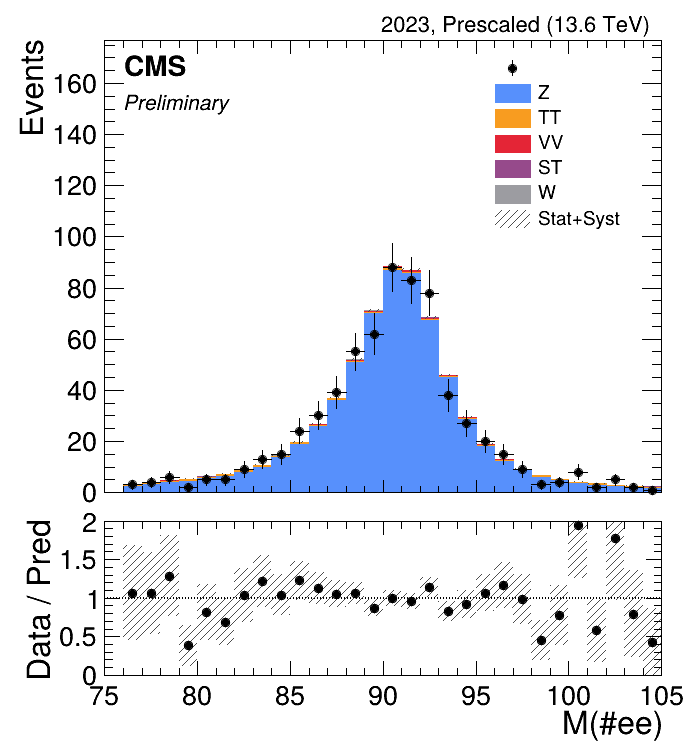 2023, Prescaled (13.6 TeV)
CMS
Preliminary
Events
160
140
120
100
80
60
40
20
0
Z
TT
VV
ST
W
Stat+Syst
Data / Pred
2
1.5
1
0.5
0
75 80 85 90 95 100 105
M(#ee)